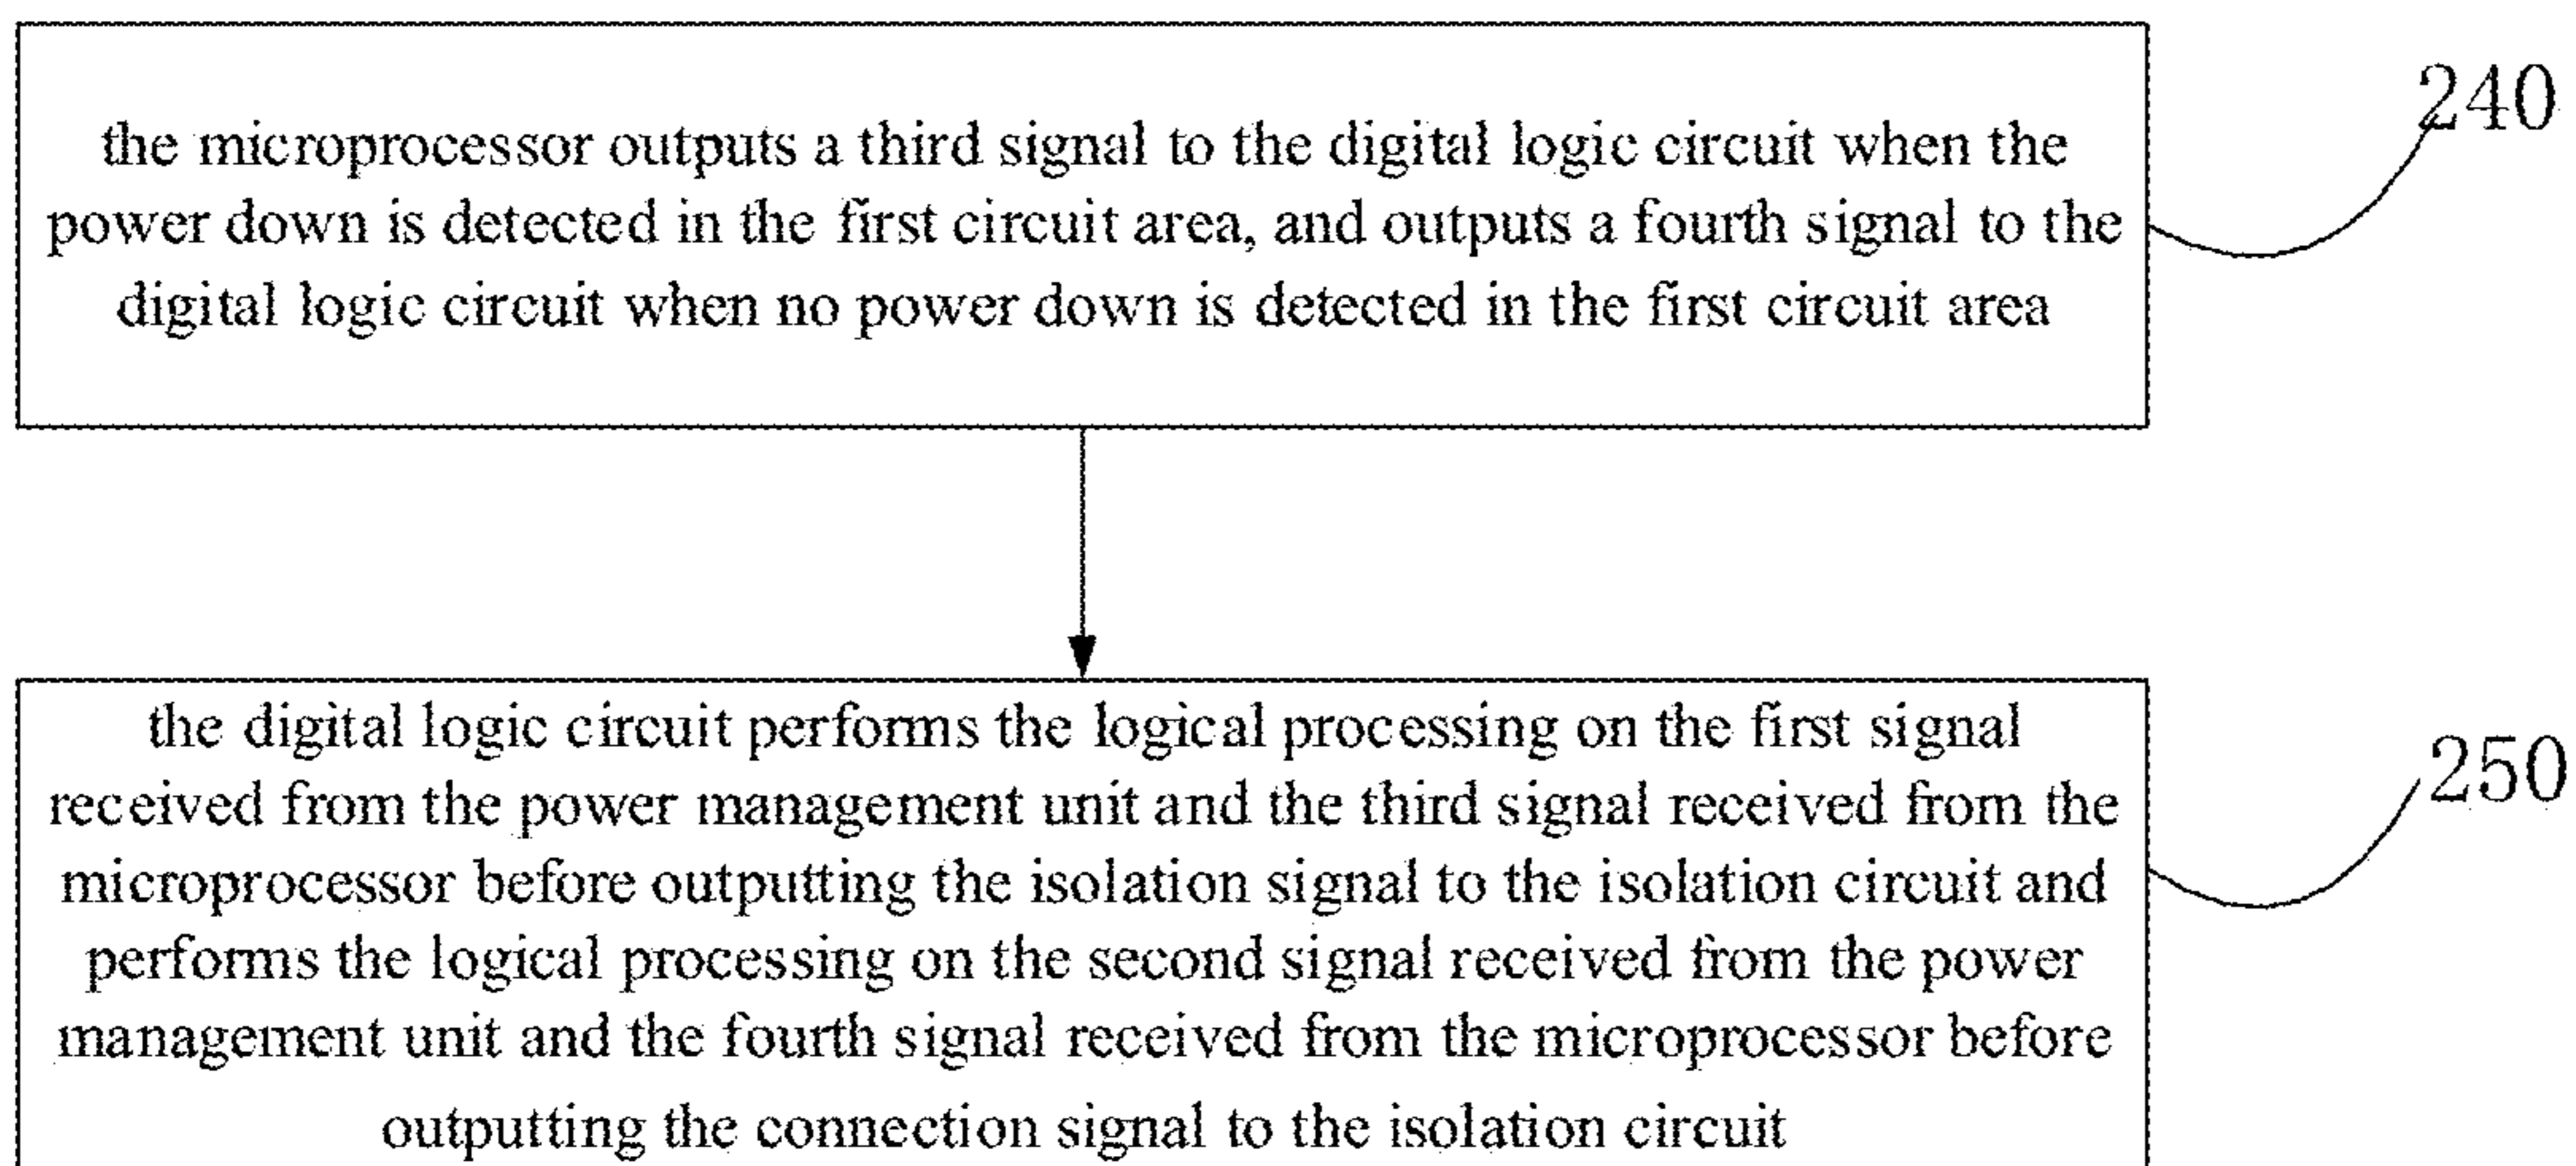 the microprocessor outputs a third signal to the digital logic circuit when the
power down is detected in the first circuit area, and outputs a fourth signal to the
digital logic circuit when no power down is detected in the first circuit area
240
the digital logic circuit performs the logical processing on the first signal
received from the power management unit and the third signal received from the
microprocessor before outputting the isolation signal to the isolation circuit and
performs the logical processing on the second signal received from the power
management unit and the fourth signal received from the microprocessor before
outputting the connection signal to the isolation circuit
250